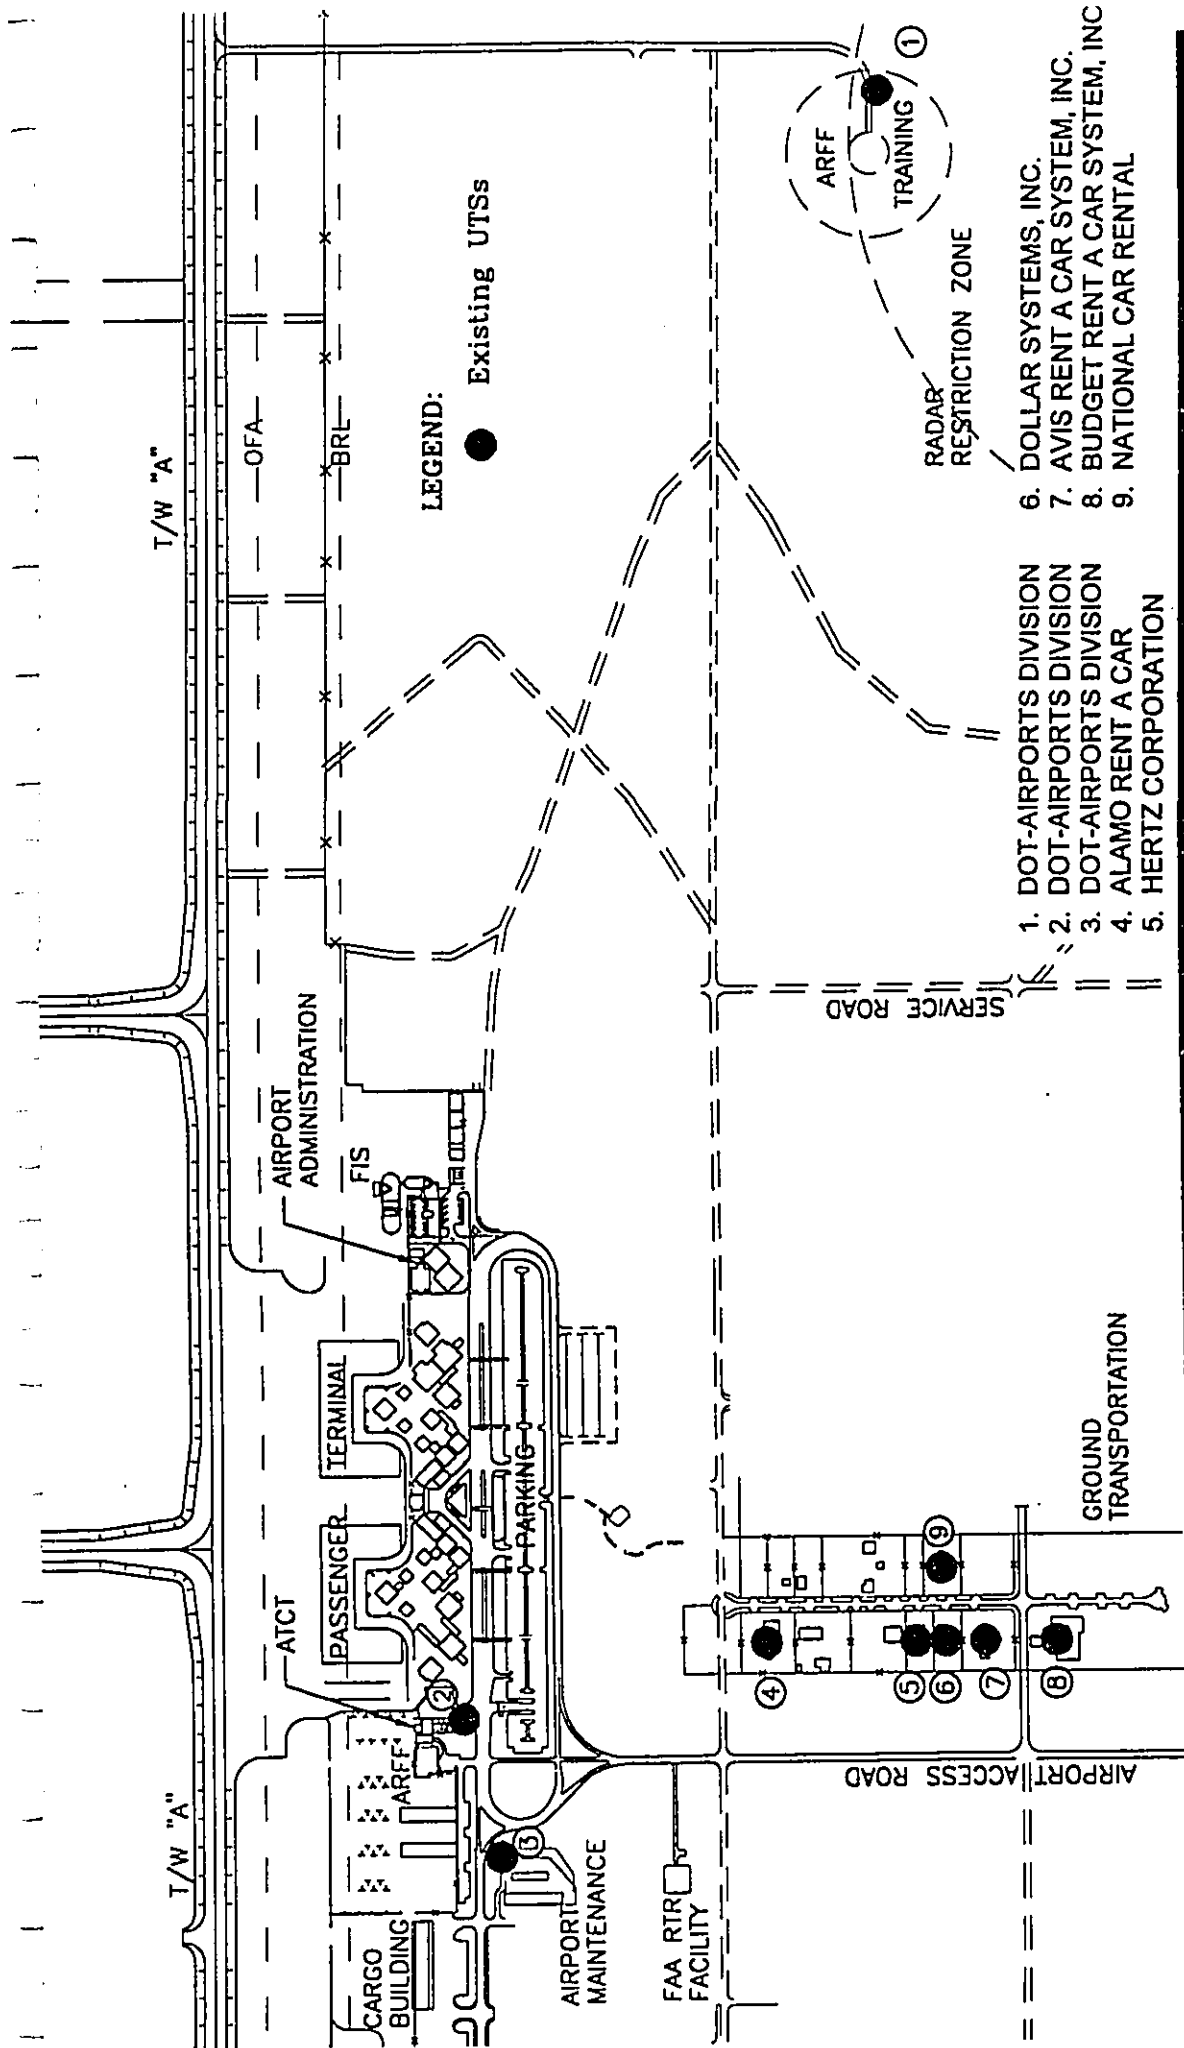 T/W "A"
T/W "A"
OFA
BRL
LEGEND:
Existing UTSs
AIRPORT
ADMINISTRATION
FIS
PASSENGER
TERMINAL
ATCT
ARFF
PARKING
CARGO
BUILDING
AIRPORT
MAINTENANCE
FAA RTR
FACILITY
SERVICE ROAD
AIRPORT ACCESS ROAD
GROUND
TRANSPORTATION
RADAR
RESTRICTION ZONE
ARFF
TRAINING
1
2
3
4
5
6
7
8
9
1. DOT-AIRPORTS DIVISION
2. DOT-AIRPORTS DIVISION
3. DOT-AIRPORTS DIVISION
4. ALAMO RENT A CAR
5. HERTZ CORPORATION
6. DOLLAR SYSTEMS, INC.
7. AVIS RENT A CAR SYSTEM, INC.
8. BUDGET RENT A CAR SYSTEM, INC
9. NATIONAL CAR RENTAL